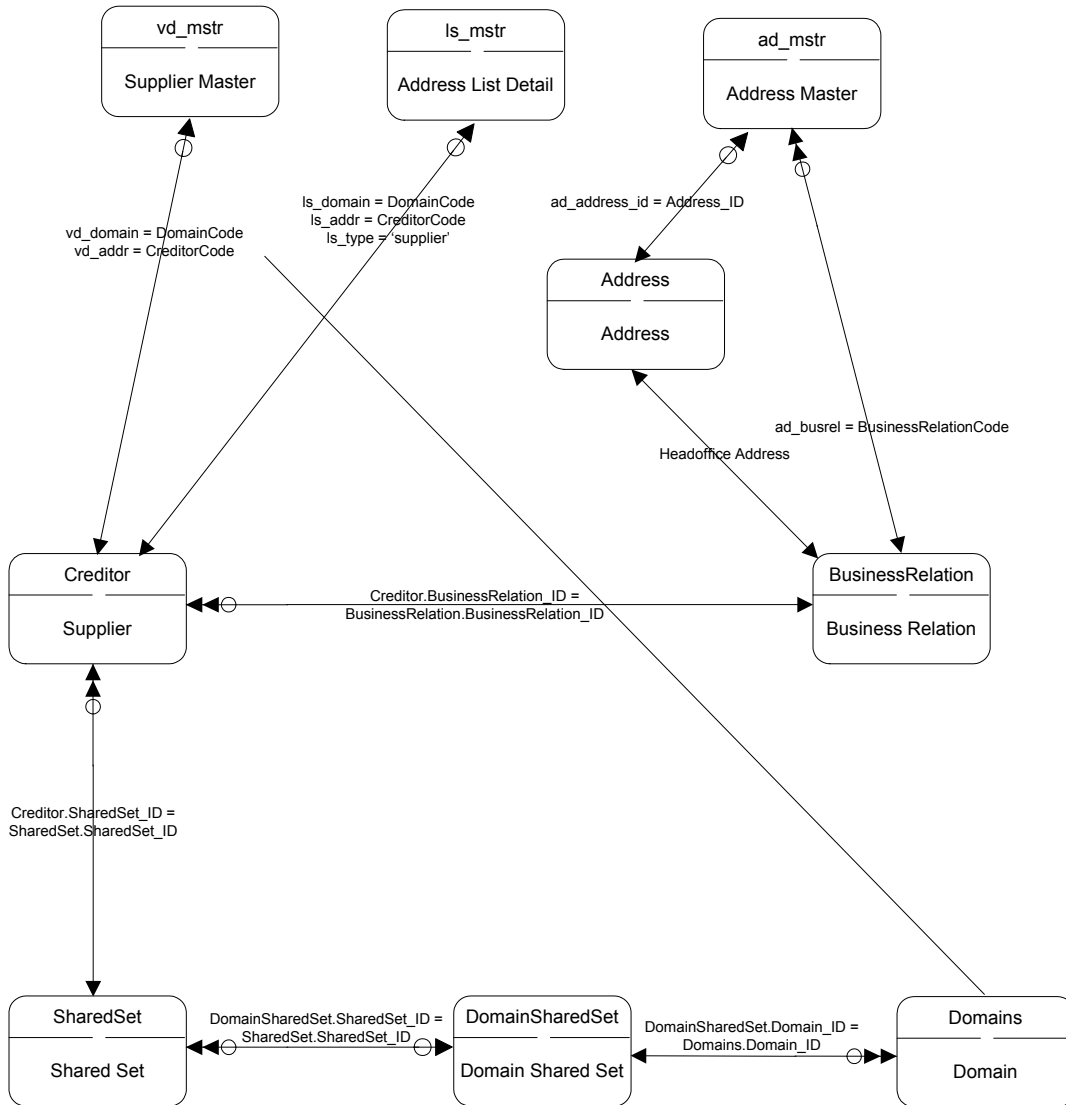 vd_mstr
Supplier Master
ls_mstr
Address List Detail
ad_mstr
Address Master
ad_address_id = Address_ID
ls_domain = DomainCode
ls_addr = CreditorCode
ls_type = ‘supplier’
vd_domain = DomainCode
vd_addr = CreditorCode
Address
Address
ad_busrel = BusinessRelationCode
Headoffice Address
Creditor
Supplier
Creditor.BusinessRelation_ID =
BusinessRelation.BusinessRelation_ID
BusinessRelation
Business Relation
Creditor.SharedSet_ID =
SharedSet.SharedSet_ID
SharedSet
Shared Set
DomainSharedSet.SharedSet_ID =
SharedSet.SharedSet_ID
DomainSharedSet
Domain Shared Set
DomainSharedSet.Domain_ID =
Domains.Domain_ID
Domains
Domain